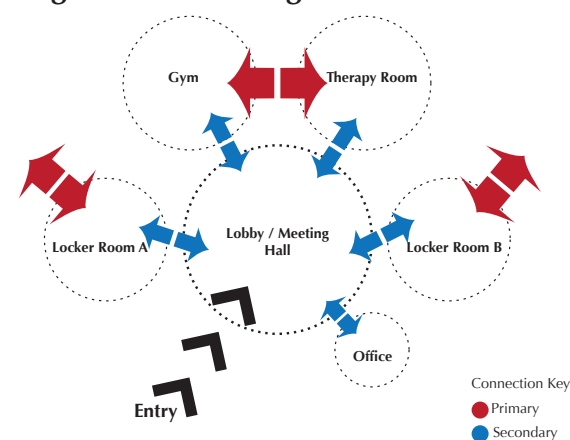 Gym
Therapy Room
Lobby / Meeting
Hall
Locker Room A
Locker Room B
Office
Entry
Connection Key
Primary
Secondary